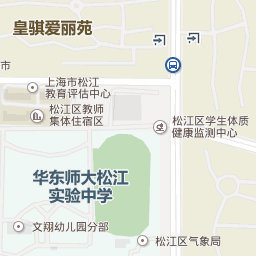 皇骐爱丽苑
市
上海市松江
教育评估中心
松江区教师
集体住宿区
松江区学生体质
健康监测中心
华东师大松江
实验中学
文翔幼儿园分部
松江区气象局